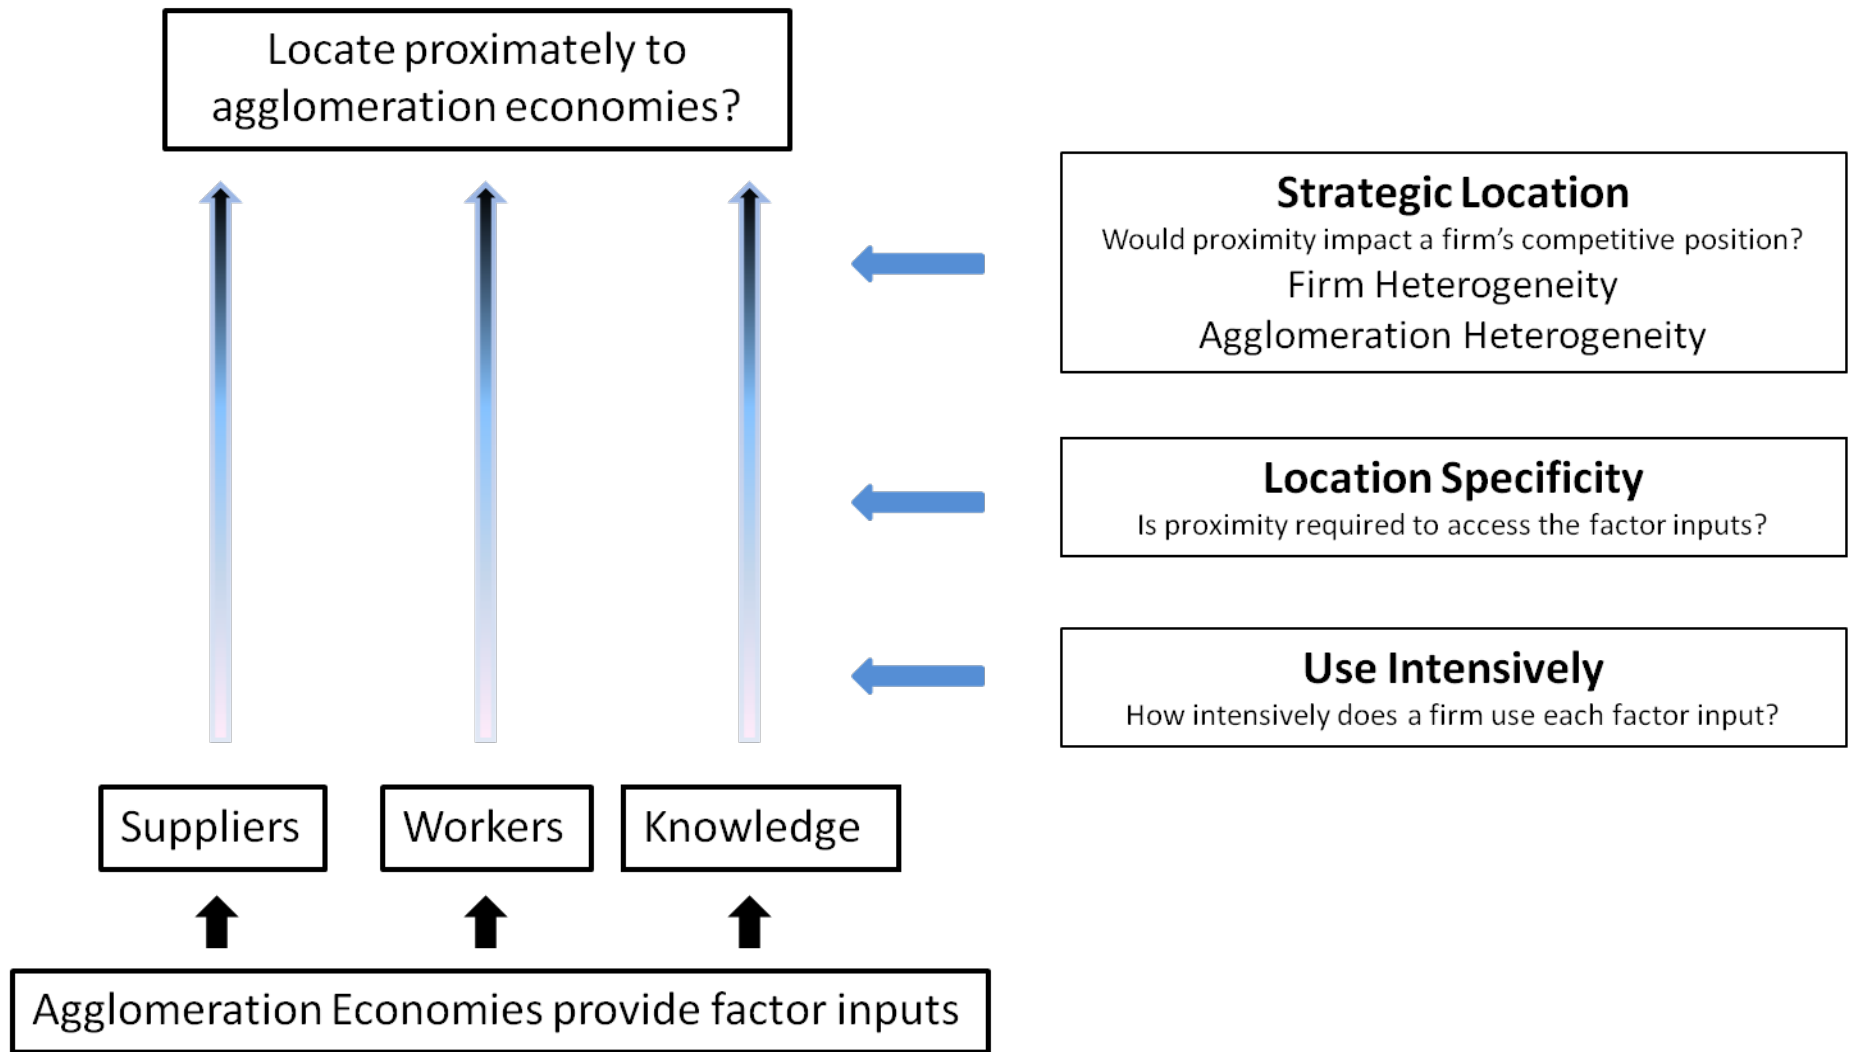 Locate proximately to
agglomeration economies?
Strategic Location
Would proximity impact a firm’s competitive position?
Firm Heterogeneity
Agglomeration Heterogeneity
Location Specificity
Is proximity required to access the factor inputs?
Use Intensively
How intensively does a firm use each factor input?
Suppliers
Workers
Knowledge
Agglomeration Economies provide factor inputs